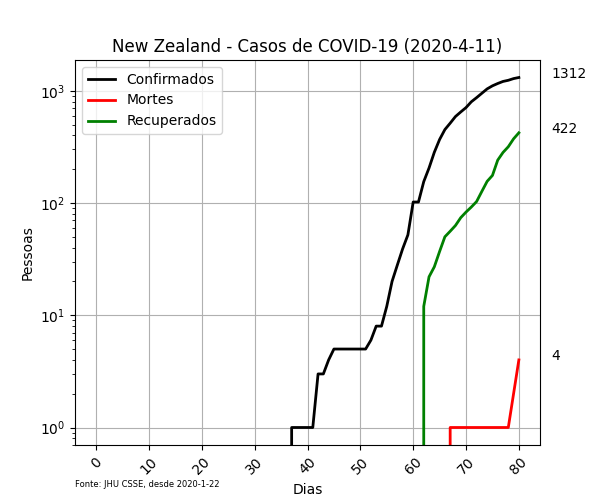 New Zealand - Casos de COVID-19 (2020-4-11)
Confirmados
Mortes
Recuperados
1312
422
4
10³
10²
10¹
10⁰
Pessoas
0 10 20 30 40 50 60 70 80
Dias
Fonte: JHU CSSE, desde 2020-1-22